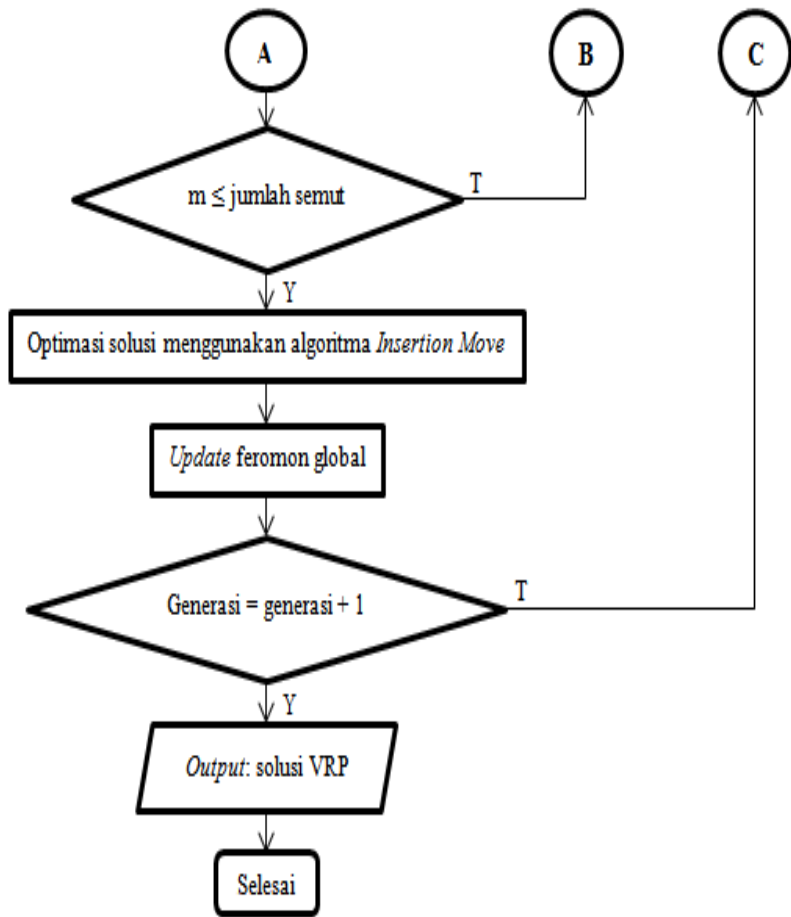 A
B
C
m ≤ jumlah semut
T
Y
Optimasi solusi menggunakan algoritma Insertion Move
Update feromon global
Generasi = generasi + 1
T
Y
Output: solusi VRP
Selesai